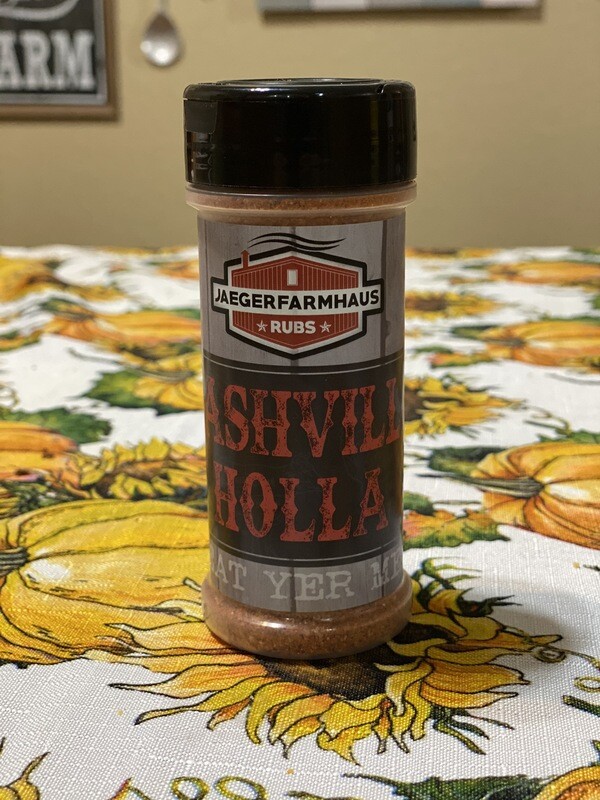 ARM
JAEGERFARMHAUS
RUBS
ASHVILL
HOLLA
AT YER M